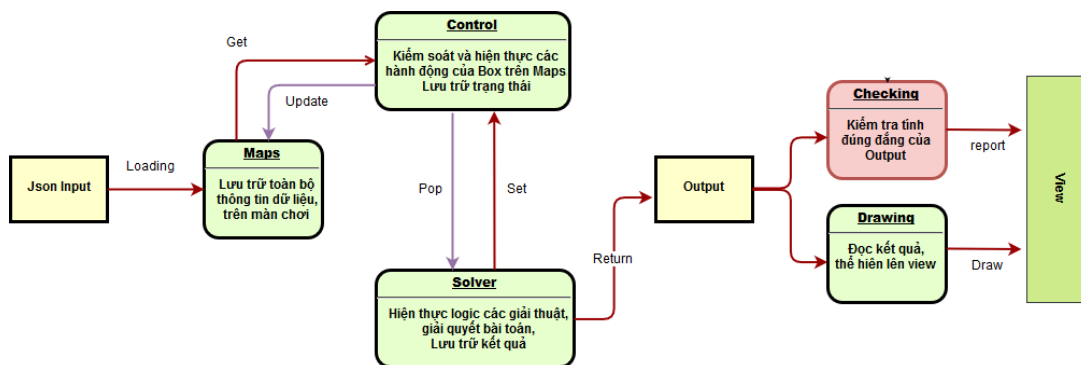 Json Input
Loading
Maps
Lưu trữ toàn bộ
thông tin dữ liệu,
trên màn chơi
Get
Update
Control
Kiểm soát và hiện thực các
hành động của Box trên Maps.
Lưu trữ trạng thái
Pop
Set
Solver
Hiện thực logic các giải thuật,
giải quyết bài toán,
Lưu trữ kết quả
Return
Output
Checking
Kiểm tra tính
đúng đắng của
Output
report
Drawing
Đọc kết quả,
thể hiên lên view
Draw
View